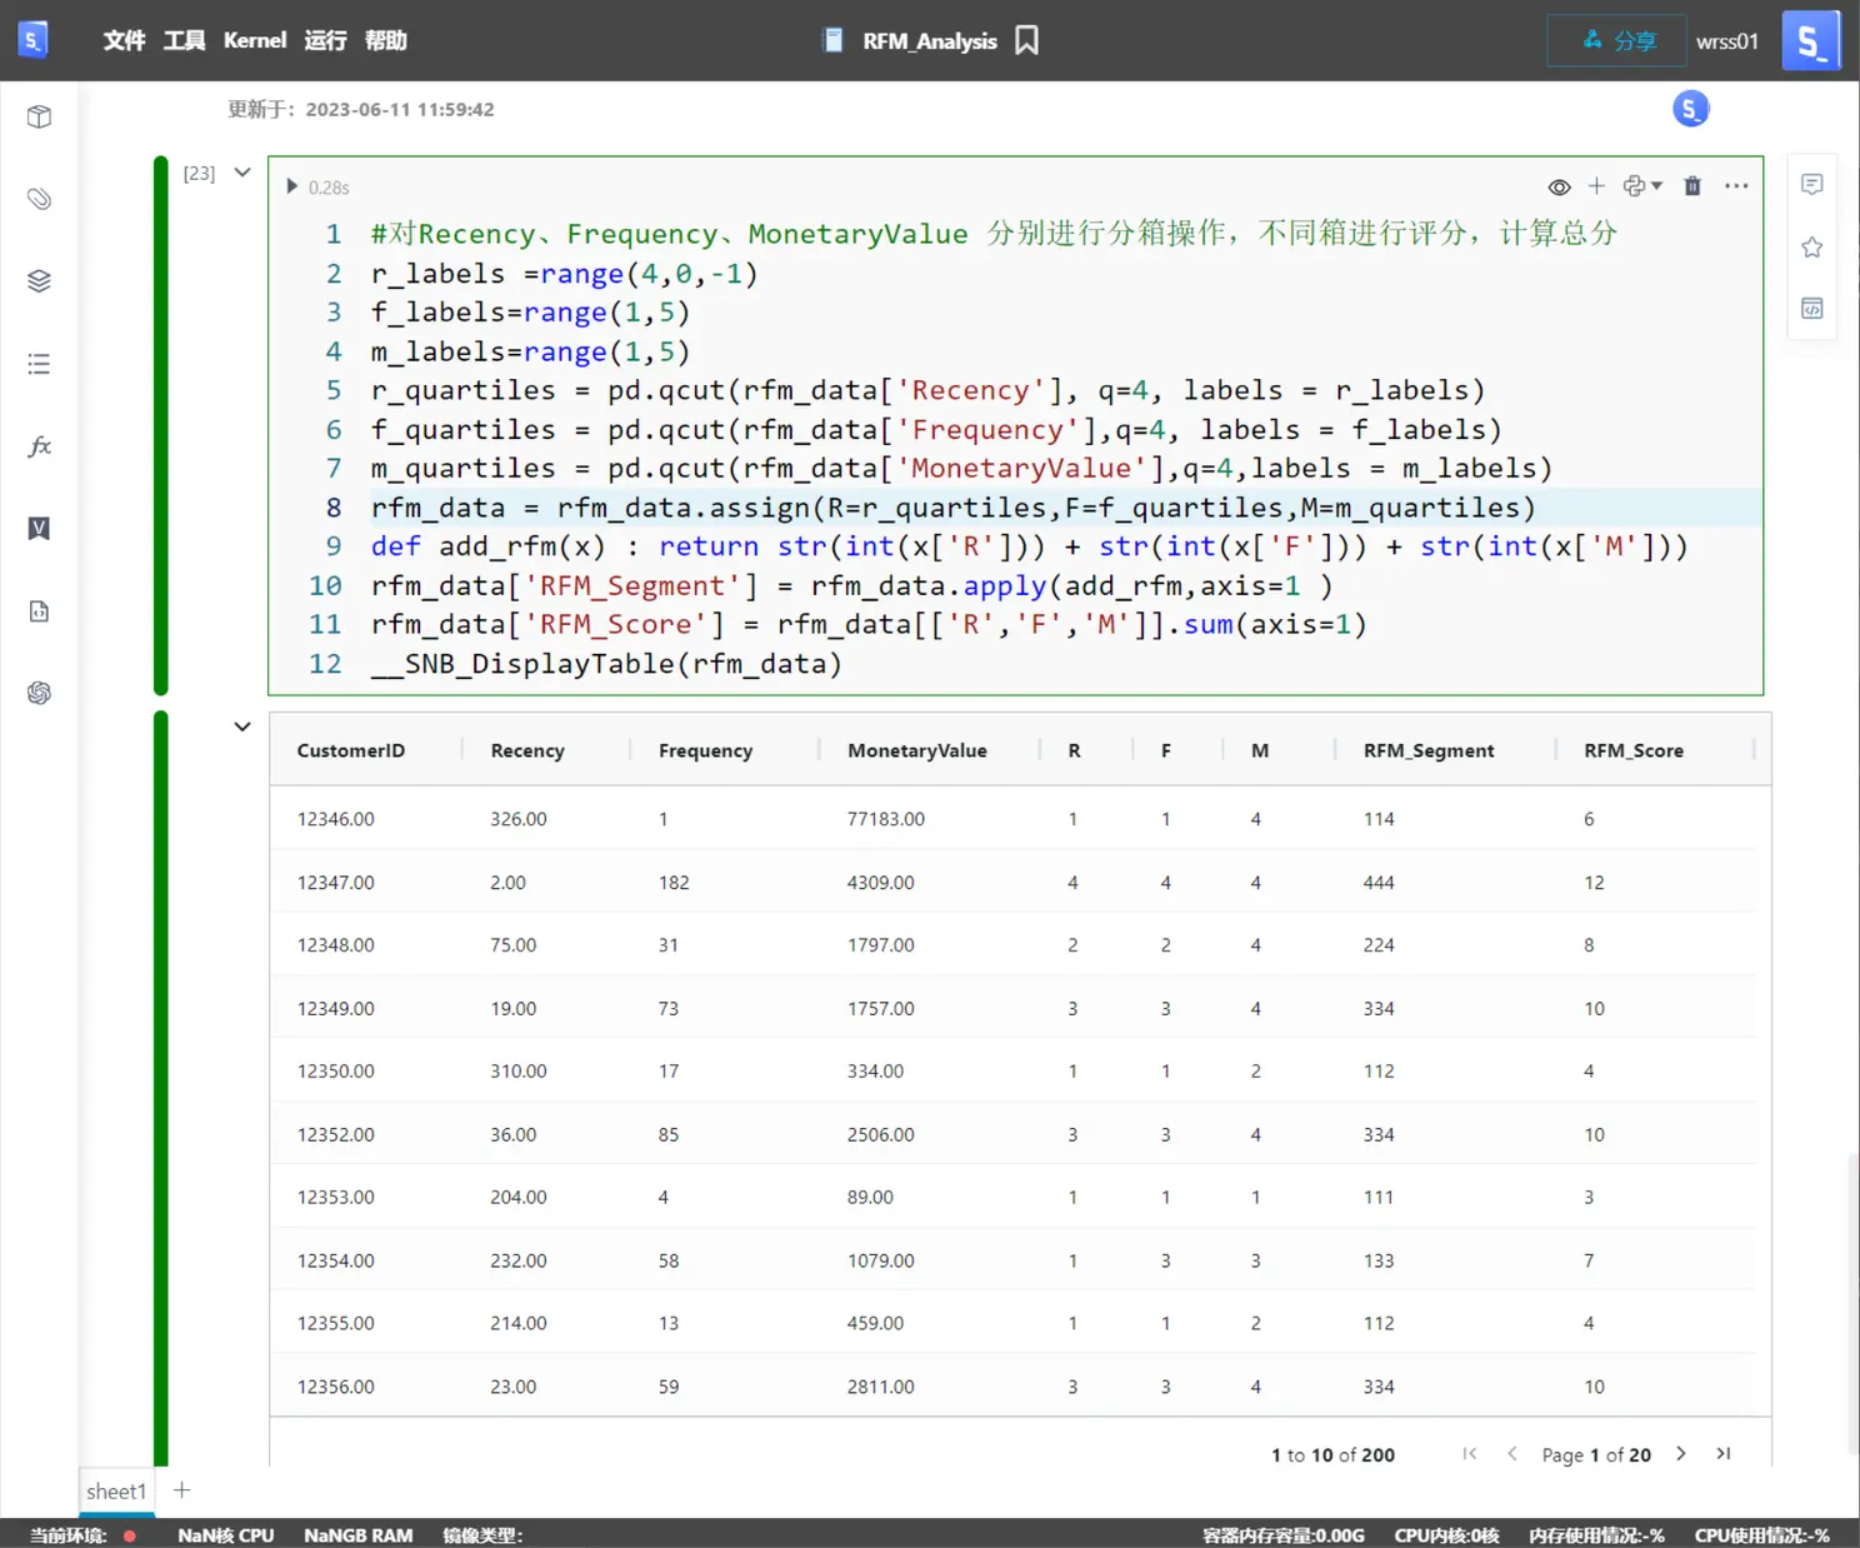 S_ 文件 工具 Kernel 运行 帮助 RFM_Analysis 分享 wrss01 S_
更新于：2023-06-11 11:59:42 S_
[23] 0.28s
1 #对Recency、Frequency、MonetaryValue 分别进行分箱操作，不同箱进行评分，计算总分
2 r_labels =range(4,0,-1)
3 f_labels=range(1,5)
4 m_labels=range(1,5)
5 r_quartiles = pd.qcut(rfm_data['Recency'], q=4, labels = r_labels)
6 f_quartiles = pd.qcut(rfm_data['Frequency'],q=4, labels = f_labels)
7 m_quartiles = pd.qcut(rfm_data['MonetaryValue'],q=4,labels = m_labels)
8 rfm_data = rfm_data.assign(R=r_quartiles,F=f_quartiles,M=m_quartiles)
9 def add_rfm(x) : return str(int(x['R'])) + str(int(x['F'])) + str(int(x['M']))
10 rfm_data['RFM_Segment'] = rfm_data.apply(add_rfm,axis=1 )
11 rfm_data['RFM_Score'] = rfm_data[['R','F','M']].sum(axis=1)
12 __SNB_DisplayTable(rfm_data)
CustomerID Recency Frequency MonetaryValue R F M RFM_Segment RFM_Score
12346.00 326.00 1 77183.00 1 1 4 114 6
12347.00 2.00 182 4309.00 4 4 4 444 12
12348.00 75.00 31 1797.00 2 2 4 224 8
12349.00 19.00 73 1757.00 3 3 4 334 10
12350.00 310.00 17 334.00 1 1 2 112 4
12352.00 36.00 85 2506.00 3 3 4 334 10
12353.00 204.00 4 89.00 1 1 1 111 3
12354.00 232.00 58 1079.00 1 3 3 133 7
12355.00 214.00 13 459.00 1 1 2 112 4
12356.00 23.00 59 2811.00 3 3 4 334 10
1 to 10 of 200 Page 1 of 20
sheet1
当前环境: NaN核 CPU NaNGB RAM 镜像类型: 容器内存容量:0.00G CPU内核:0核 内存使用情况:-% CPU使用情况:-%